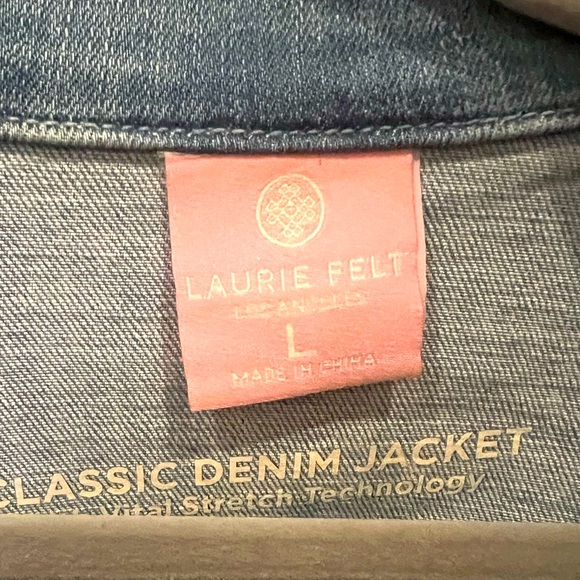 LAURIE FELT
LOS ANGELES
L
MADE IN CHINA
CLASSIC DENIM JACKET
Vital Stretch Technology